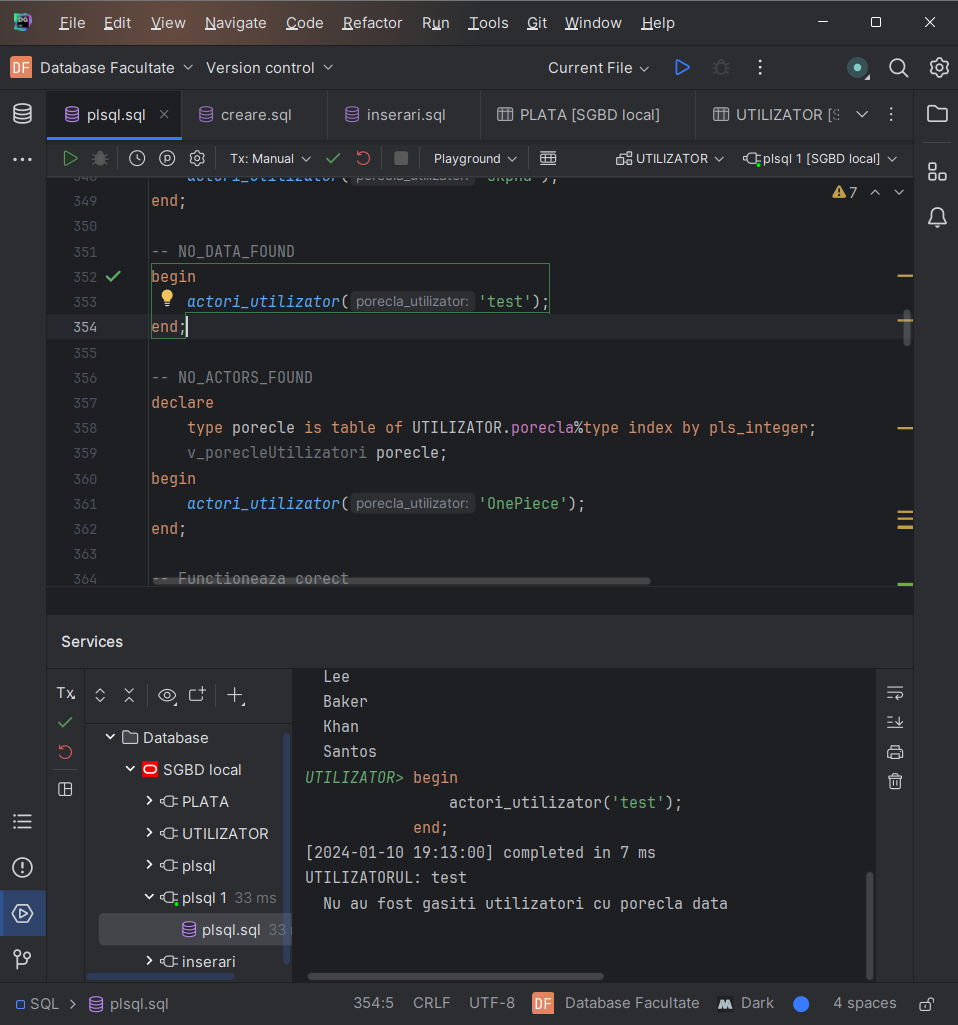 DG File Edit View Navigate Code Refactor Run Tools Git Window Help
DF Database Facultate Version control Current File
plsql.sql creare.sql inserari.sql PLATA [SGBD local] UTILIZATOR [S
Tx: Manual Playground UTILIZATOR plsql 1 [SGBD local]
348 actori_utilizator( porecla_utilizator:
7
349 end;
350
351 -- NO_DATA_FOUND
352 begin
353 actori_utilizator( porecla_utilizator: 'test');
354 end;
355
356 -- NO_ACTORS_FOUND
357 declare
358 type porecle is table of UTILIZATOR.porecla%type index by pls_integer;
359 v_porecleUtilizatori porecle;
360 begin
361 actori_utilizator( porecla_utilizator: 'OnePiece');
362 end;
363
364 -- Functioneaza corect
Services
Tx
Database
SGBD local
PLATA
UTILIZATOR
plsql
plsql 1 33 ms
plsql.sql 33
inserari
Lee
Baker
Khan
Santos
UTILIZATOR> begin
actori_utilizator('test');
end;
[2024-01-10 19:13:00] completed in 7 ms
UTILIZATORUL: test
Nu au fost gasiti utilizatori cu porecla data
SQL > plsql.sql 354:5 CRLF UTF-8 DF Database Facultate M Dark 4 spaces